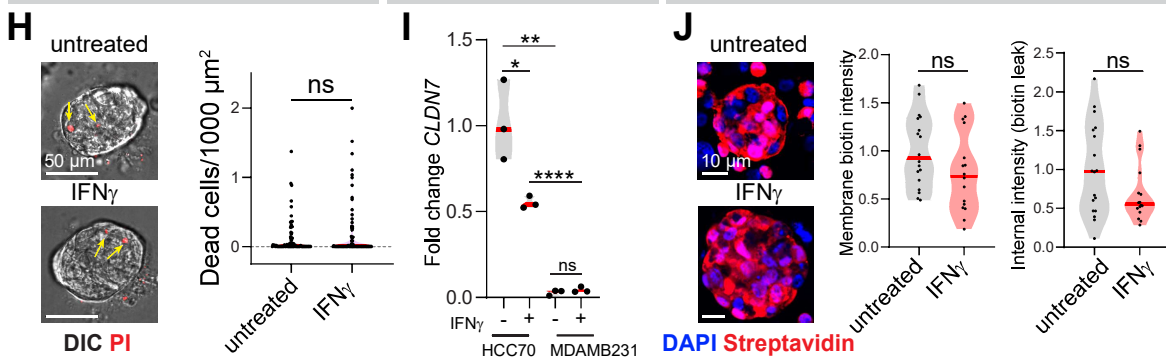 H
untreated
50 µm
IFNγ
DIC PI
Dead cells/1000 µm²
2
1
0
ns
untreated
IFNγ
I
Fold change CLDN7
1.5
1.0
0.5
0.0
**
*
****
ns
IFNγ - + - +
HCC70 MDAMB231
J
untreated
10 µm
IFNγ
DAPI Streptavidin
Membrane biotin intensity
2.0
1.5
1.0
0.5
0.0
ns
untreated
IFNγ
Internal intensity (biotin leak)
2.5
2.0
1.5
1.0
0.5
0.0
ns
untreated
IFNγ